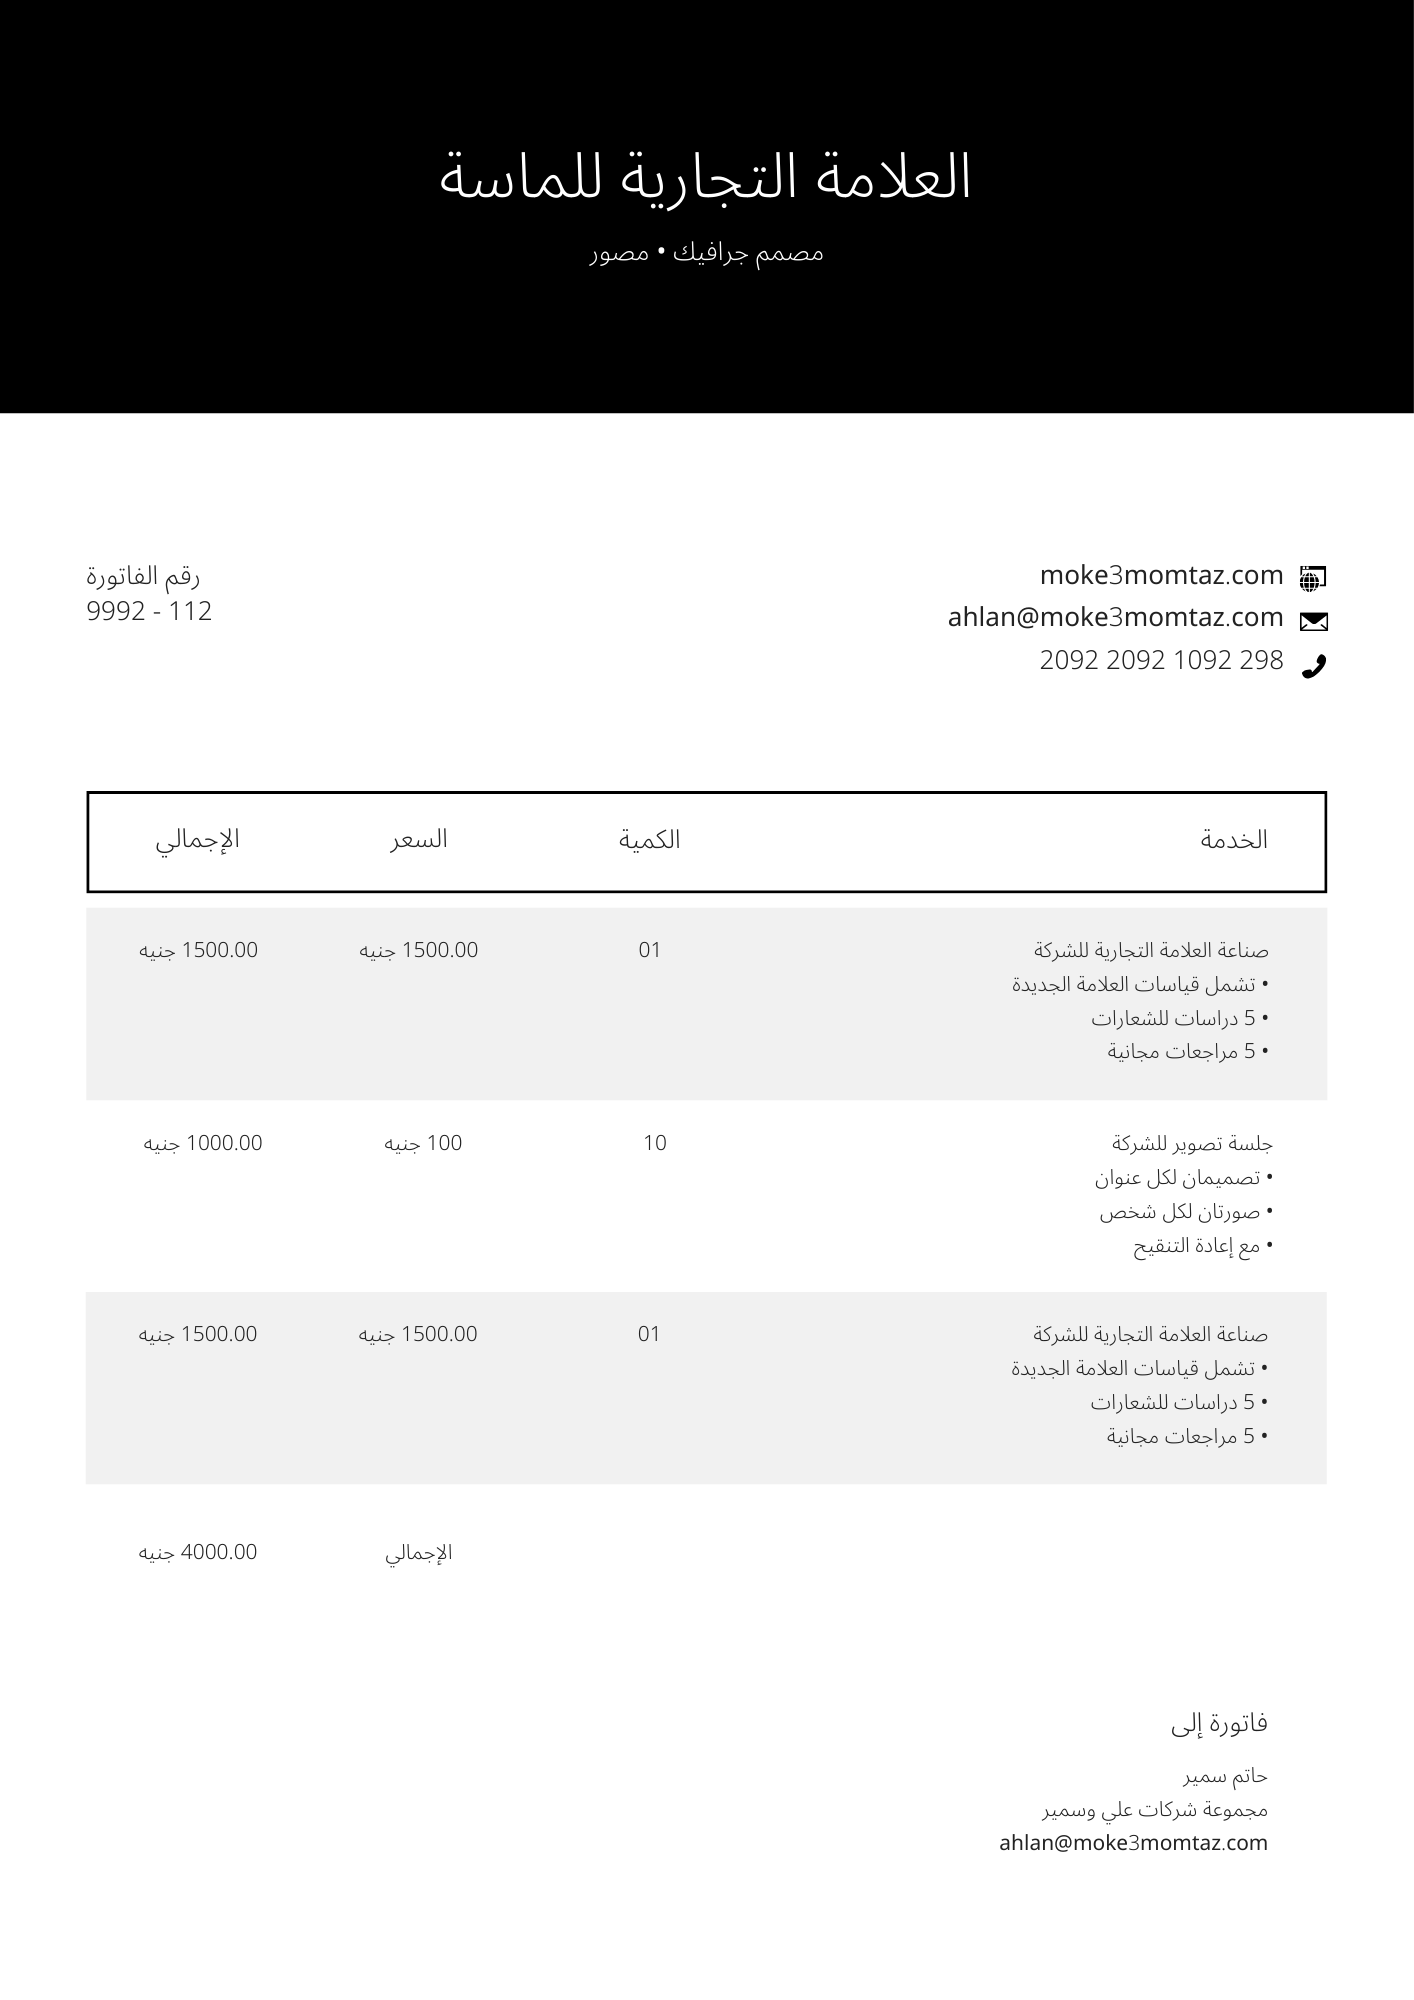 العلامة التجارية للماسة
مصمم جرافيك • مصور
moke3momtaz.com
ahlan@moke3momtaz.com
2092 2092 1092 298
رقم الفاتورة
9992 - 112
الخدمة الكمية السعر الإجمالي
صناعة العلامة التجارية للشركة 01 1500.00 جنيه 1500.00 جنيه
• تشمل قياسات العلامة الجديدة
• 5 دراسات للشعارات
• 5 مراجعات مجانية
جلسة تصوير للشركة 10 100 جنيه 1000.00 جنيه
• تصميمان لكل عنوان
• صورتان لكل شخص
• مع إعادة التنقيح
صناعة العلامة التجارية للشركة 01 1500.00 جنيه 1500.00 جنيه
• تشمل قياسات العلامة الجديدة
• 5 دراسات للشعارات
• 5 مراجعات مجانية
الإجمالي 4000.00 جنيه
فاتورة إلى
حاتم سمير
مجموعة شركات علي وسمير
ahlan@moke3momtaz.com